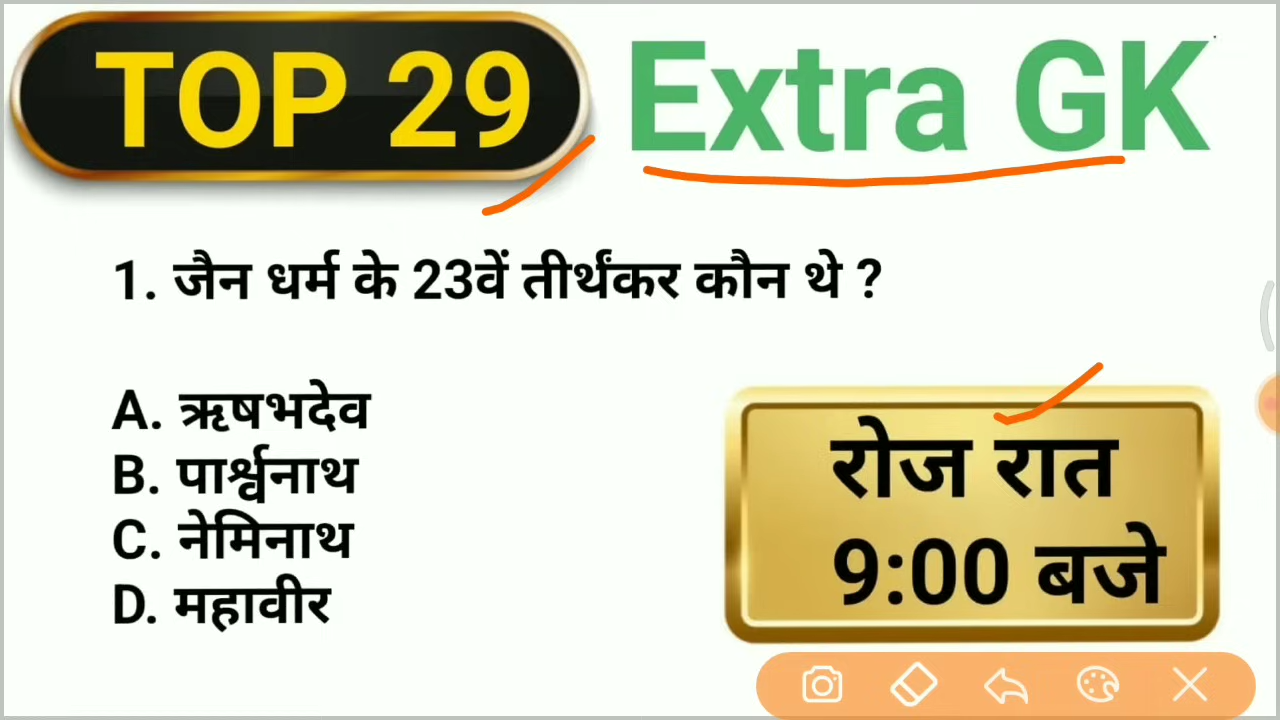 TOP 29 Extra GK
1. जैन धर्म के 23वें तीर्थंकर कौन थे ?
A. ऋषभदेव
B. पार्श्वनाथ
C. नेमिनाथ
D. महावीर
रोज रात
9:00 बजे